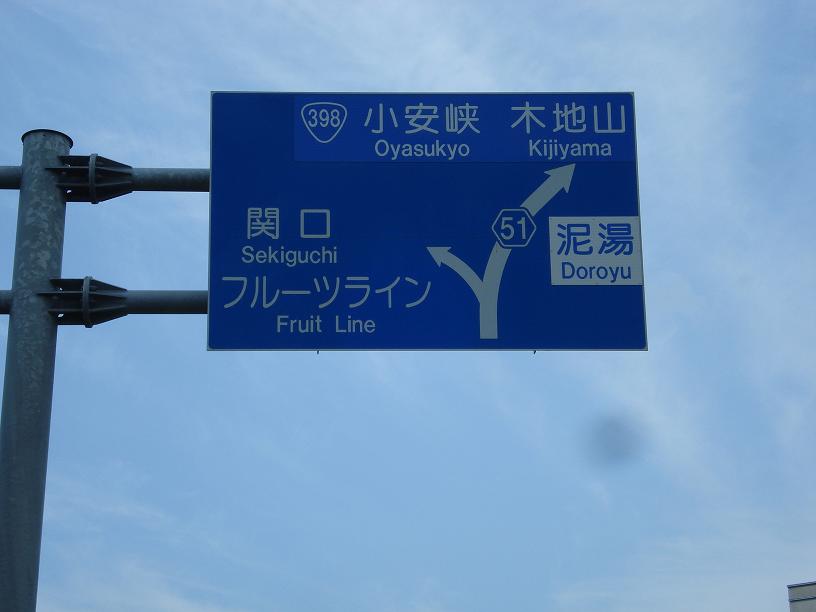 398 小安峡 木地山
Oyasukyo Kijiyama
関口
Sekiguchi
フルーツライン
Fruit Line
51
泥湯
Doroyu